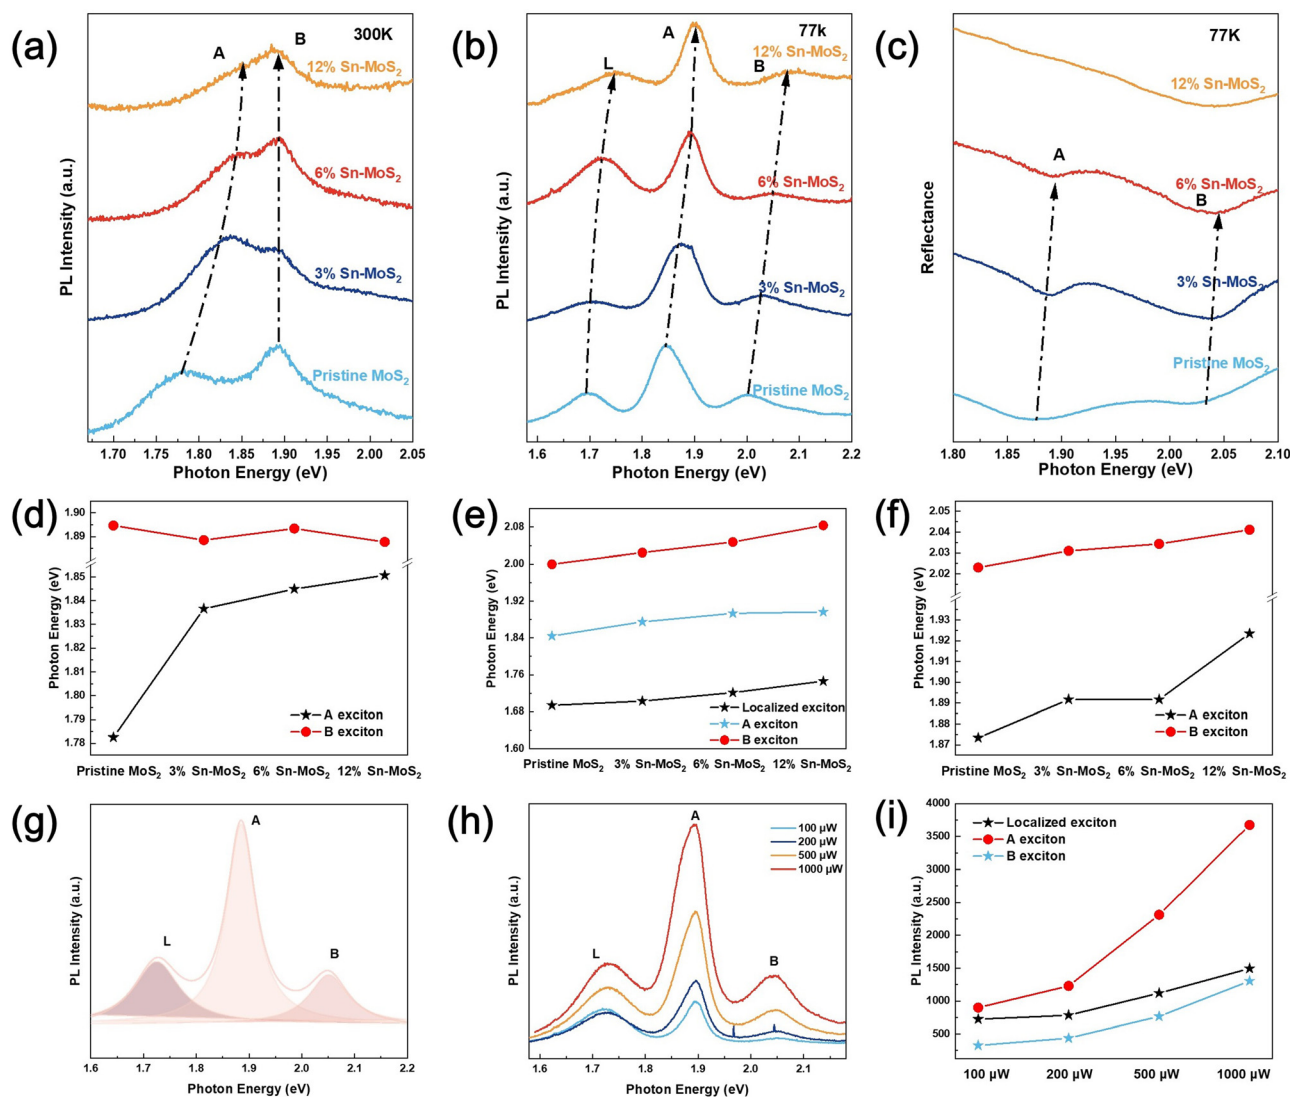 (a)
300K
A
B
12% Sn-MoS₂
6% Sn-MoS₂
3% Sn-MoS₂
Pristine MoS₂
PL Intensity (a.u.)
1.70 1.75 1.80 1.85 1.90 1.95 2.00 2.05
Photon Energy (eV)
(b)
77k
A
L
B
12% Sn-MoS₂
6% Sn-MoS₂
3% Sn-MoS₂
Pristine MoS₂
PL Intensity (a.u.)
1.6 1.7 1.8 1.9 2.0 2.1 2.2
Photon Energy (eV)
(c)
77K
12% Sn-MoS₂
A
6% Sn-MoS₂
B
3% Sn-MoS₂
Pristine MoS₂
Reflectance
1.80 1.85 1.90 1.95 2.00 2.05 2.10
Photon Energy (eV)
(d)
1.90
1.89
1.85
1.84
1.83
1.82
1.81
1.80
1.79
1.78
Photon Energy (eV)
A exciton
B exciton
Pristine MoS₂ 3% Sn-MoS₂ 6% Sn-MoS₂ 12% Sn-MoS₂
(e)
2.08
2.00
1.92
1.84
1.76
1.68
1.60
Photon Energy (eV)
Localized exciton
A exciton
B exciton
Pristine MoS₂ 3% Sn-MoS₂ 6% Sn-MoS₂ 12% Sn-MoS₂
(f)
2.05
2.04
2.03
2.02
1.93
1.92
1.91
1.90
1.89
1.88
1.87
Photon Energy (eV)
A exciton
B exciton
Pristine MoS₂ 3% Sn-MoS₂ 6% Sn-MoS₂ 12% Sn-MoS₂
(g)
A
L
B
PL Intensity (a.u.)
1.6 1.7 1.8 1.9 2.0 2.1 2.2
Photon Energy (eV)
(h)
A
L
B
100 µW
200 µW
500 µW
1000 µW
PL Intensity (a.u.)
1.6 1.7 1.8 1.9 2.0 2.1
Photon Energy (eV)
(i)
4000
3500
3000
2500
2000
1500
1000
500
PL Intensity (a.u.)
Localized exciton
A exciton
B exciton
100 µW 200 µW 500 µW 1000 µW